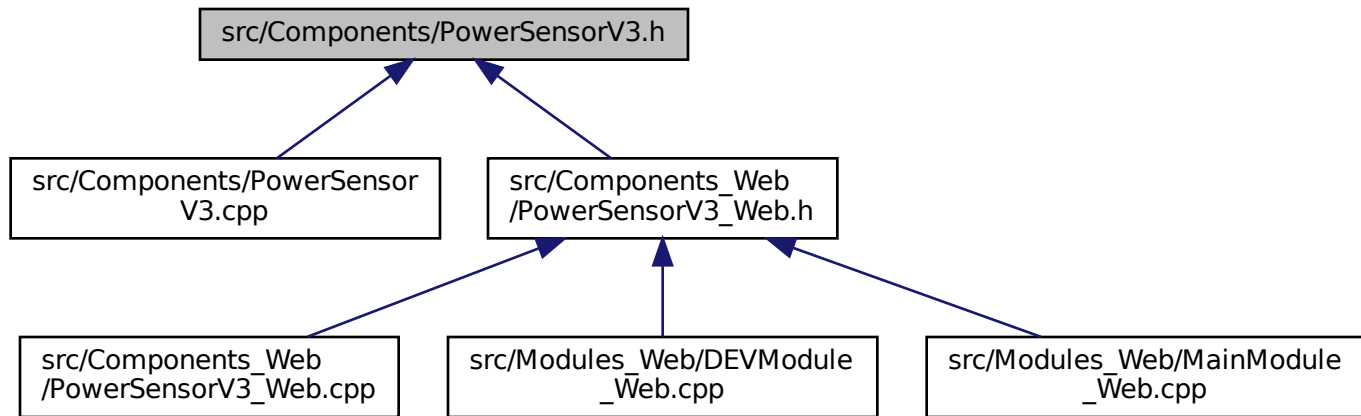 src/Components/PowerSensorV3.h
src/Components/PowerSensor
V3.cpp
src/Components_Web
/PowerSensorV3_Web.h
src/Components_Web
/PowerSensorV3_Web.cpp
src/Modules_Web/DEVModule
_Web.cpp
src/Modules_Web/MainModule
_Web.cpp